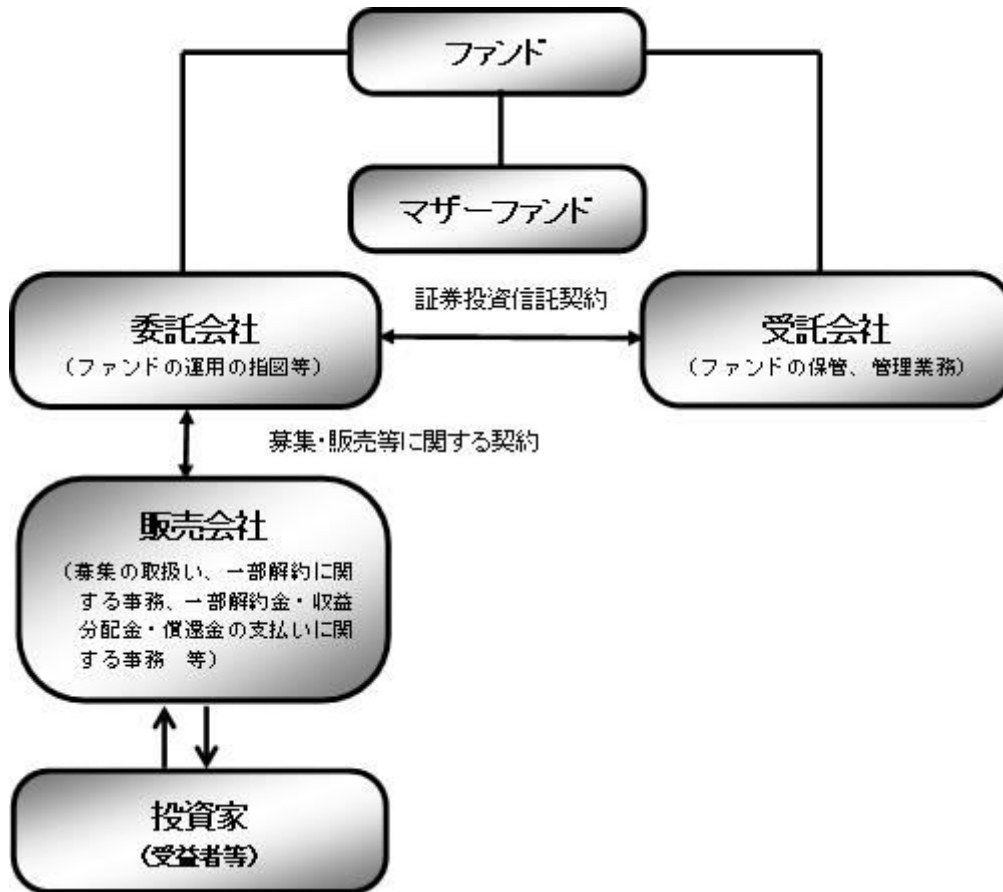 ファンド
マザーファンド
証券投資信託契約
委託会社
(ファンドの運用の指図等)
受託会社
(ファンドの保管、管理業務)
募集・販売等に関する契約
販売会社
(募集の取扱い、一部解約に関
する事務、一部解約金・収益
分配金・償還金の支払いに関
する事務　等)
投資家
(受益者等)